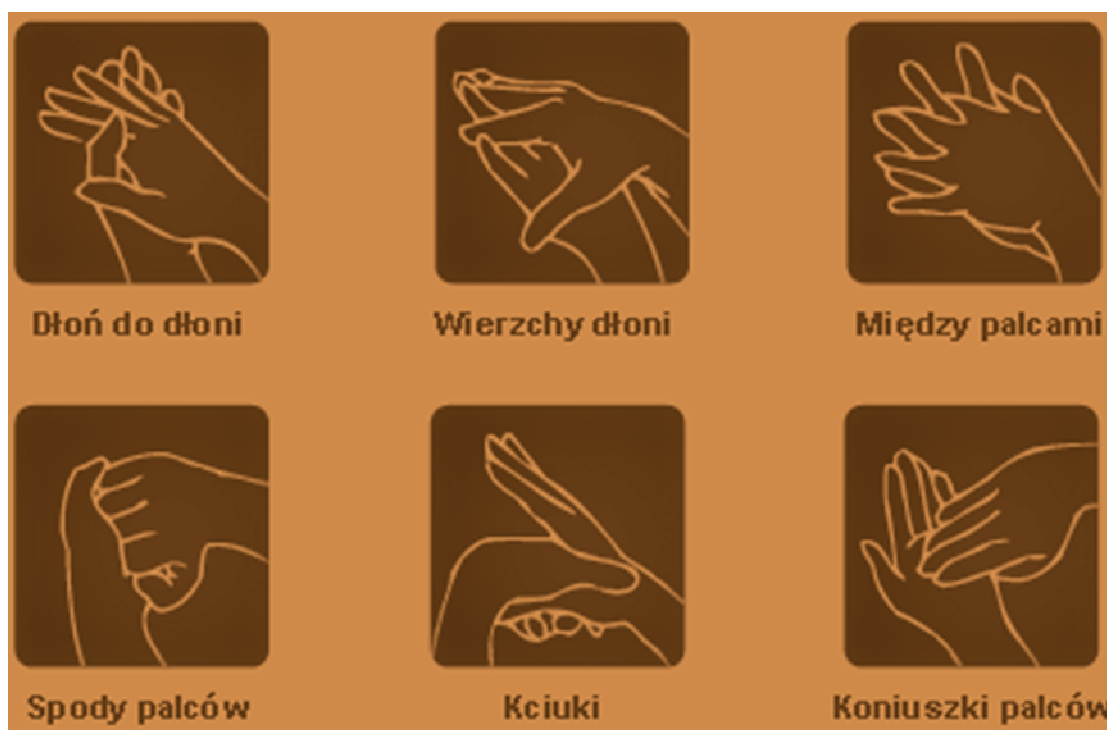 Dłoń do dłoni
Wierzchy dłoni
Między palcami
Spody palców
Kciuki
Koniuszki palców